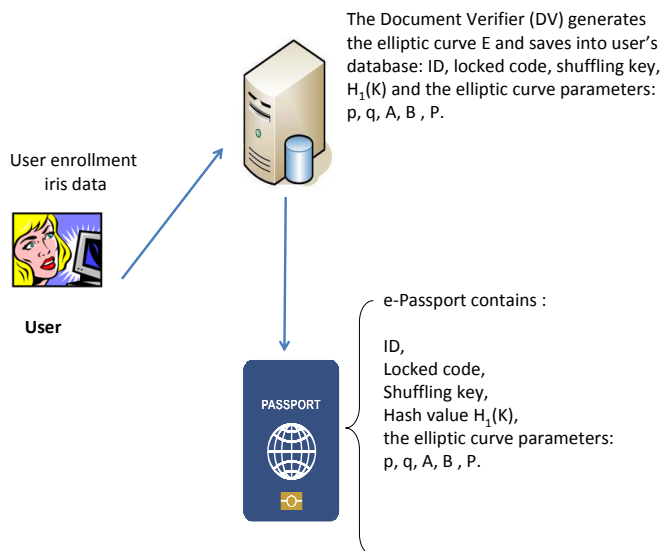 The Document Verifier (DV) generates
the elliptic curve E and saves into user’s
database: ID, locked code, shuffling key,
H₁(K) and the elliptic curve parameters:
p, q, A, B , P.
User enrollment
iris data
User
e-Passport contains :
ID,
Locked code,
Shuffling key,
Hash value H₁(K),
the elliptic curve parameters:
p, q, A, B , P.
PASSPORT